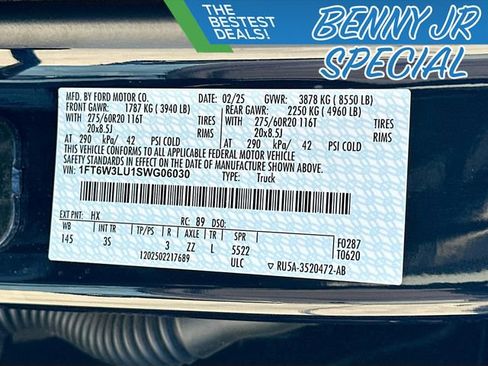 THE
BESTEST
DEALS!
BENNY JR
SPECIAL
MFD. BY FORD MOTOR CO.
02/25 GVWR: 3878 KG ( 8550 LB)
FRONT GAWR: 1787 KG ( 3940 LB) REAR GAWR: 2250 KG ( 4960 LB)
WITH TIRES WITH TIRES
275/60R20 116T RIMS 275/60R20 116T RIMS
20x8.5J 20x8.5J
AT 290 kPa/ 42 PSI COLD AT 290 kPa/ 42 PSI COLD
THIS VEHICLE CONFORMS TO ALL APPLICABLE FEDERAL MOTOR VEHICLE
SAFETY STANDARDS IN EFFECT ON THE DATE OF MANUFACTURE SHOWN ABOVE.
VIN: 1FT6W3LU1SWG06030 TYPE: Truck
EXT PNT: HX RC: 89 DSO:
WB INT TR TP/PS R AXLE TR SPR F0287
145 3S 3 ZZ L 5522 T0620
1202502217689 ULC RU5A-3520472-AB